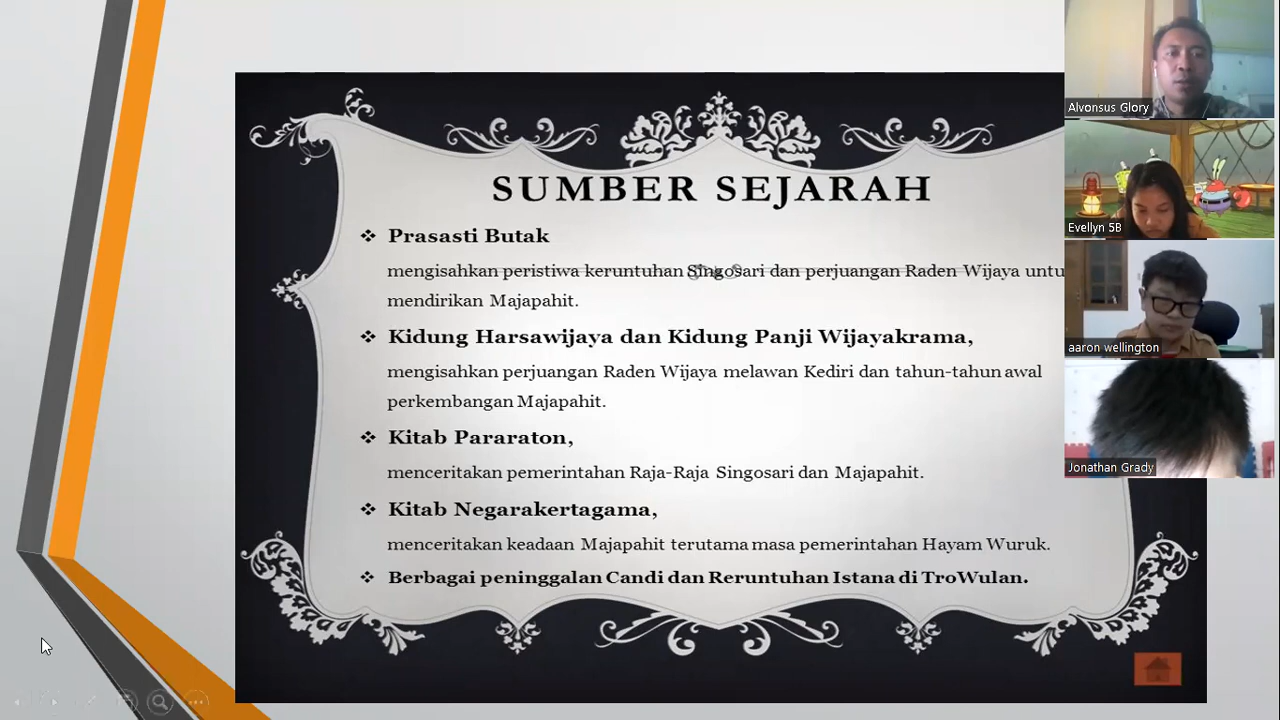 SUMBER SEJARAH
❖ Prasasti Butak
mengisahkan peristiwa keruntuhan Singosari dan perjuangan Raden Wijaya untu
mendirikan Majapahit.
❖ Kidung Harsawijaya dan Kidung Panji Wijayakrama,
mengisahkan perjuangan Raden Wijaya melawan Kediri dan tahun-tahun awal
perkembangan Majapahit.
❖ Kitab Pararaton,
menceritakan pemerintahan Raja-Raja Singosari dan Majapahit.
❖ Kitab Negarakertagama,
menceritakan keadaan Majapahit terutama masa pemerintahan Hayam Wuruk.
❖ Berbagai peninggalan Candi dan Reruntuhan Istana di TroWulan.
Alvonsus Glory
Evellyn 5B
aaron wellington
Jonathan Grady